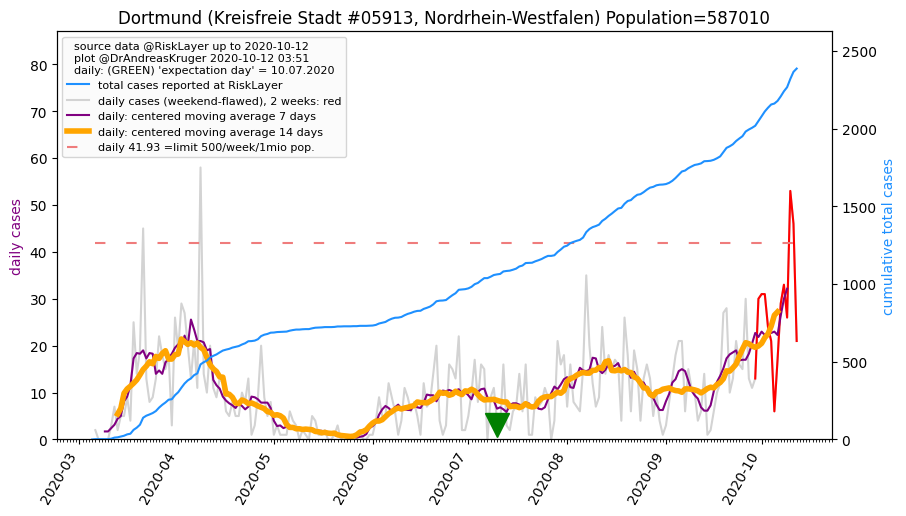 Dortmund (Kreisfreie Stadt #05913, Nordrhein-Westfalen) Population=587010
source data @RiskLayer up to 2020-10-12
plot @DrAndreasKruger 2020-10-12 03:51
daily: (GREEN) 'expectation day' = 10.07.2020
total cases reported at RiskLayer
daily cases (weekend-flawed), 2 weeks: red
daily: centered moving average 7 days
daily: centered moving average 14 days
daily 41.93 =limit 500/week/1mio pop.
daily cases
80
70
60
50
40
30
20
10
0
cumulative total cases
2500
2000
1500
1000
500
0
2020-03
2020-04
2020-05
2020-06
2020-07
2020-08
2020-09
2020-10